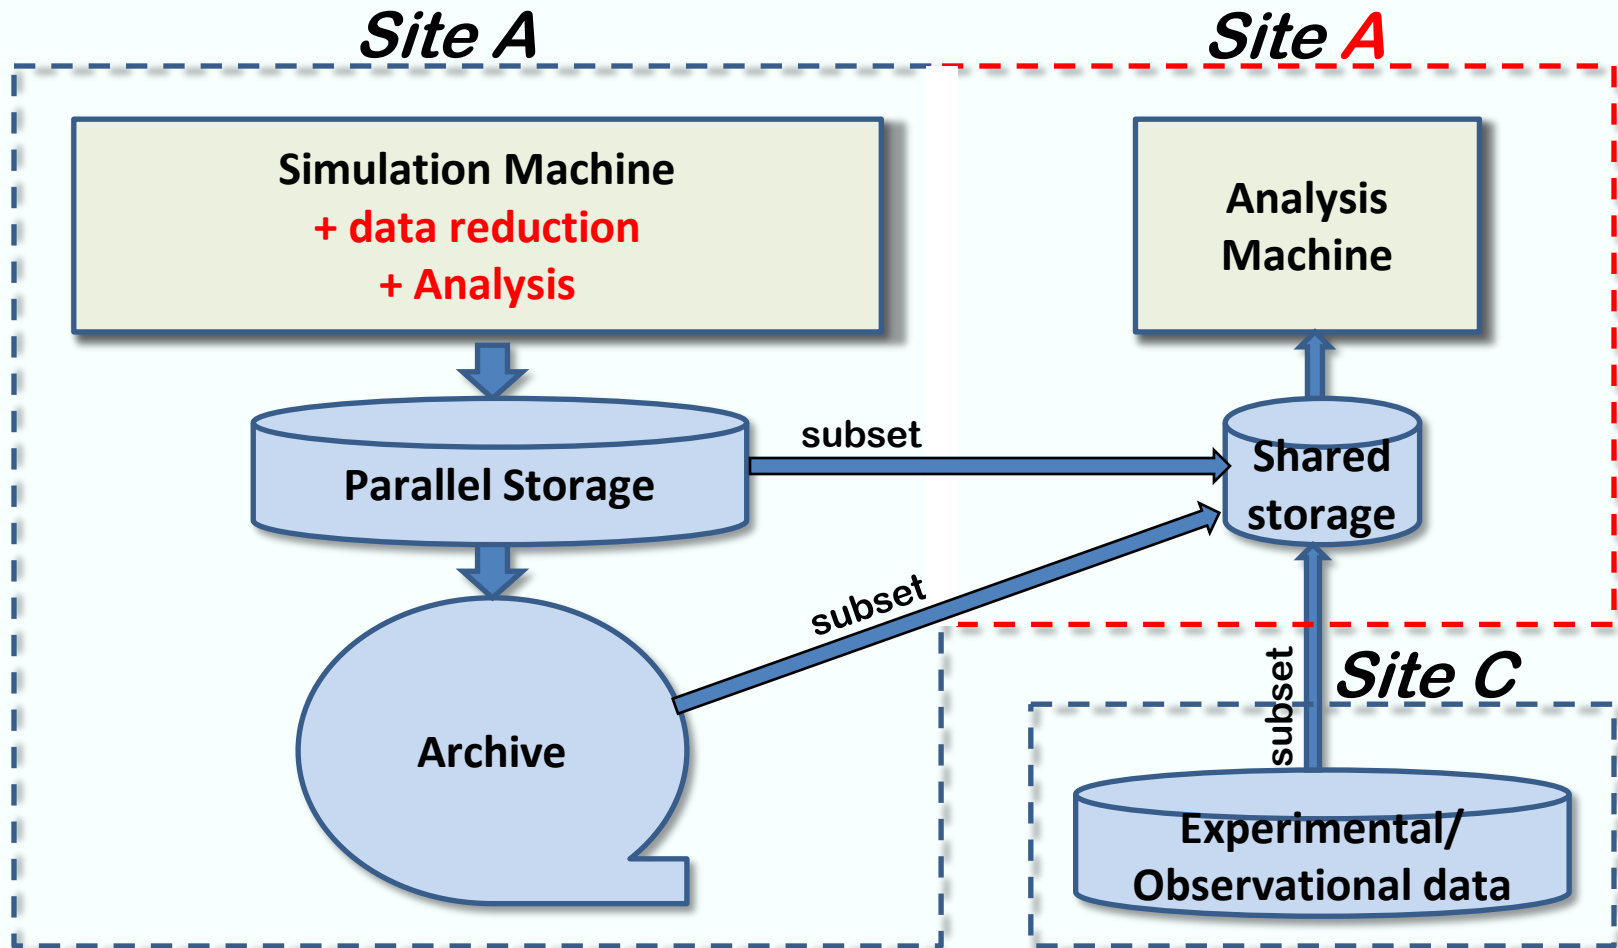 Site A
Site A
Simulation Machine
+ data reduction
+ Analysis
Analysis
Machine
subset
Parallel Storage
Shared
storage
subset
Archive
subset
Site C
Experimental/
Observational data